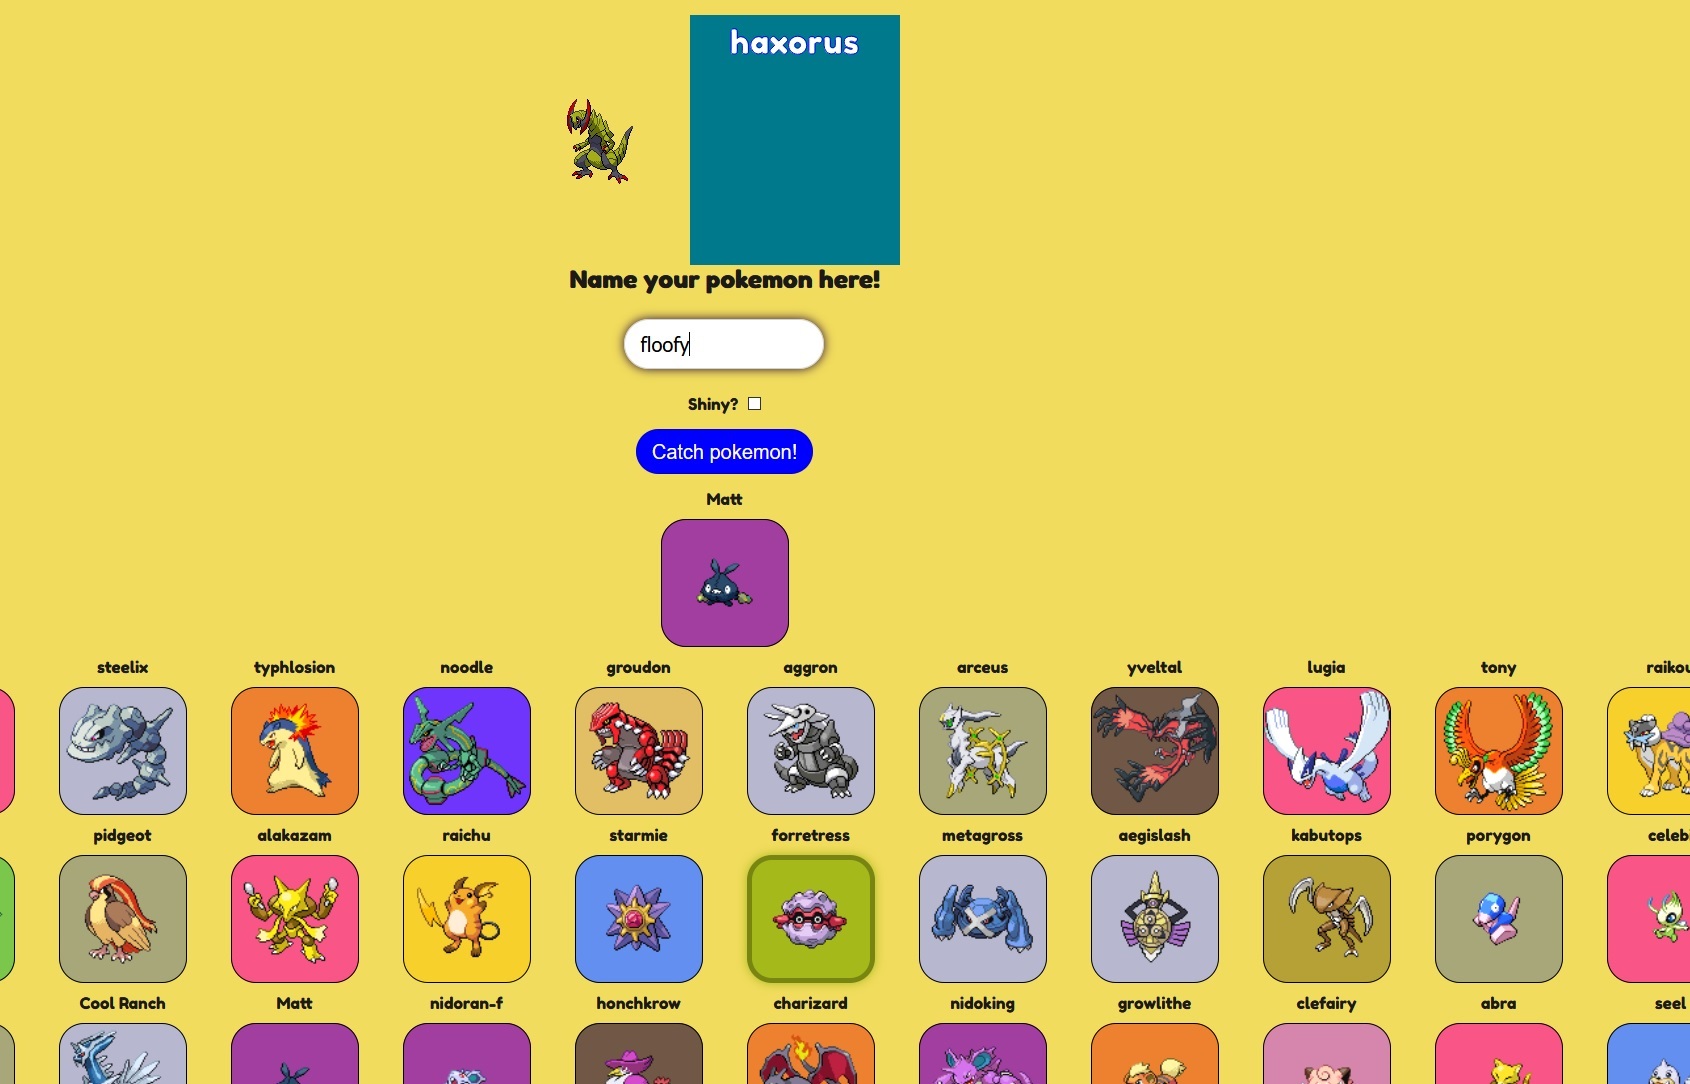 haxorus
Name your pokemon here!
floofy
Shiny?
Catch pokemon!
Matt
steelix typhlosion noodle groudon aggron arceus yveltal lugia tony raikou
pidgeot alakazam raichu starmie forretress metagross aegislash kabutops porygon celebi
Cool Ranch Matt nidoran-f honchkrow charizard nidoking growlithe clefairy abra seel